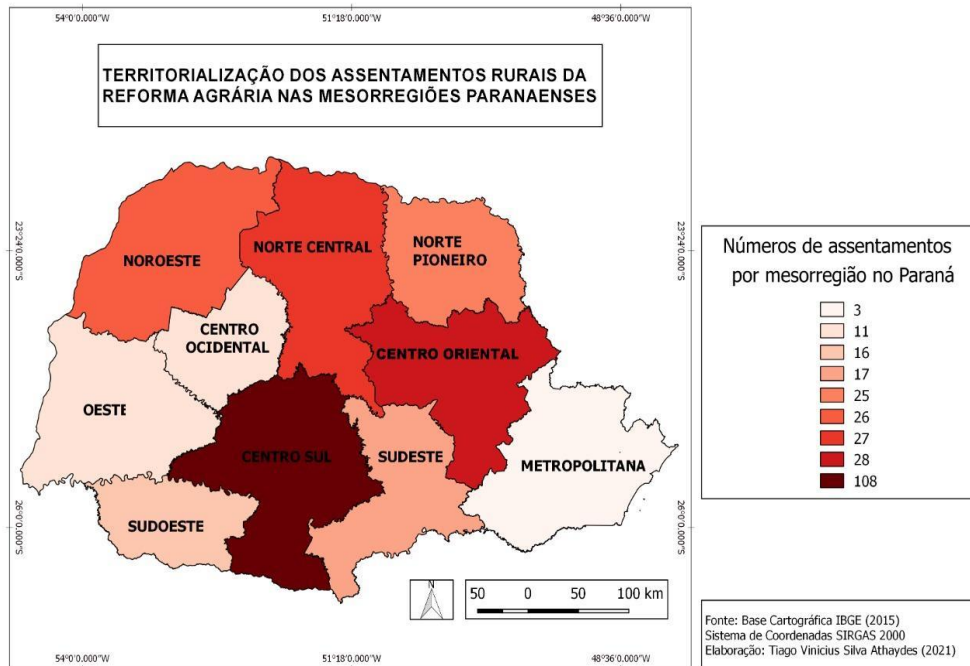 54°0'0.000"W 51°18'0.000"W 48°36'0.000"W
TERRITORIALIZAÇÃO DOS ASSENTAMENTOS RURAIS DA
REFORMA AGRÁRIA NAS MESORREGIÕES PARANAENSES
23°24'0.000"S 23°24'0.000"S
NOROESTE
NORTE CENTRAL
NORTE
PIONEIRO
CENTRO
OCIDENTAL
CENTRO ORIENTAL
OESTE
CENTRO SUL
SUDESTE
METROPOLITANA
SUDOESTE
26°0'0.000"S 26°0'0.000"S
N
50 0 50 100 km
54°0'0.000"W 51°18'0.000"W 48°36'0.000"W
Números de assentamentos
por mesorregião no Paraná
3
11
16
17
25
26
27
28
108
Fonte: Base Cartográfica IBGE (2015)
Sistema de Coordenadas SIRGAS 2000
Elaboração: Tiago Vinicius Silva Athaydes (2021)